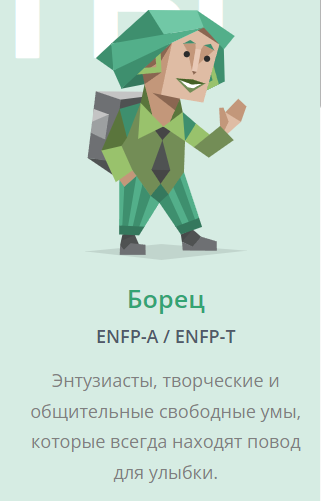 Борец
ENFP-A / ENFP-T
Энтузиасты, творческие и
общительные свободные умы,
которые всегда находят повод
для улыбки.